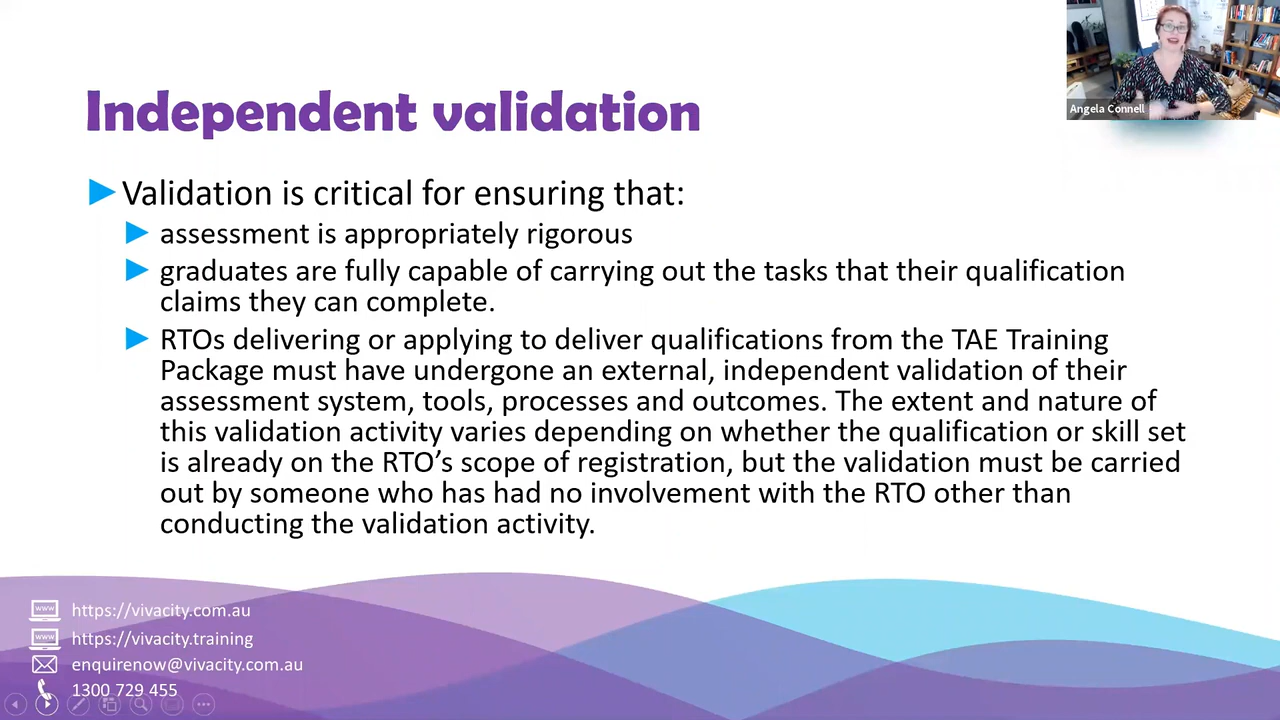 Angela Connell
Independent validation
Validation is critical for ensuring that:
assessment is appropriately rigorous
graduates are fully capable of carrying out the tasks that their qualification
claims they can complete.
RTOs delivering or applying to deliver qualifications from the TAE Training
Package must have undergone an external, independent validation of their
assessment system, tools, processes and outcomes. The extent and nature of
this validation activity varies depending on whether the qualification or skill set
is already on the RTO’s scope of registration, but the validation must be carried
out by someone who has had no involvement with the RTO other than
conducting the validation activity.
www https://vivacity.com.au
www https://vivacity.training
enquirenow@vivacity.com.au
1300 729 455